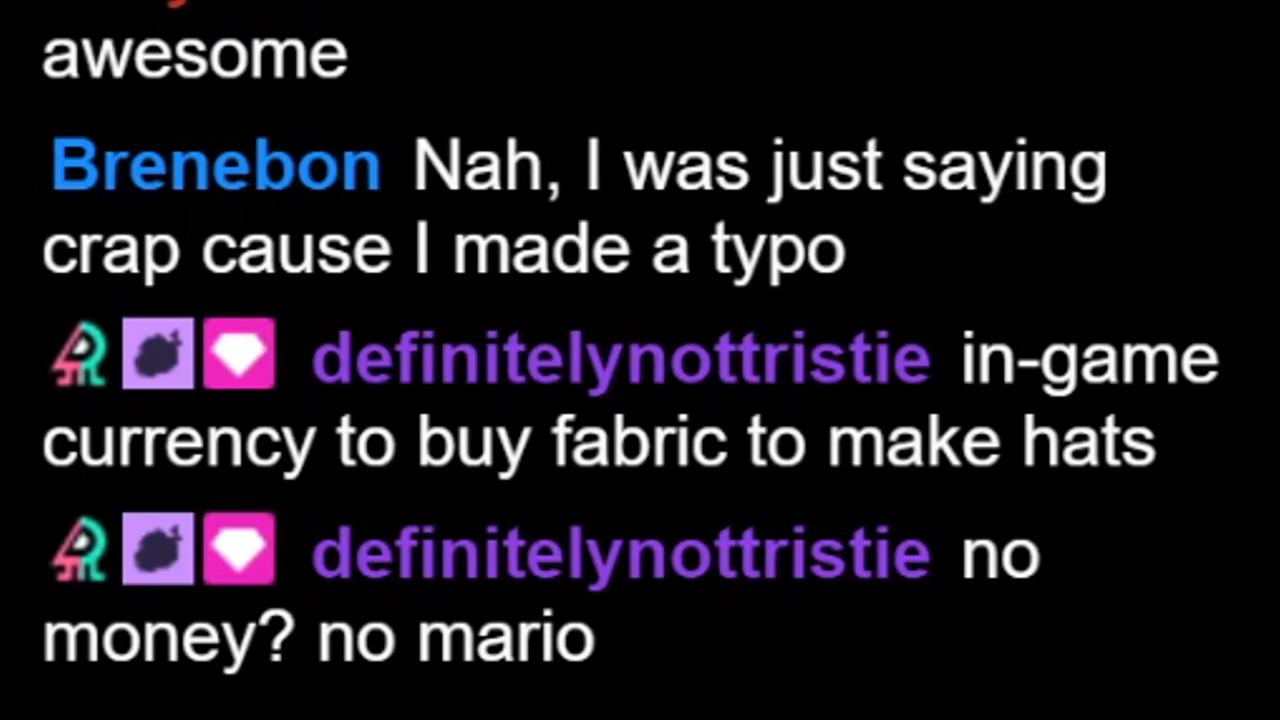 awesome
Brenebon Nah, I was just saying
crap cause I made a typo
definitelynottristie in-game
currency to buy fabric to make hats
definitelynottristie no
money? no mario